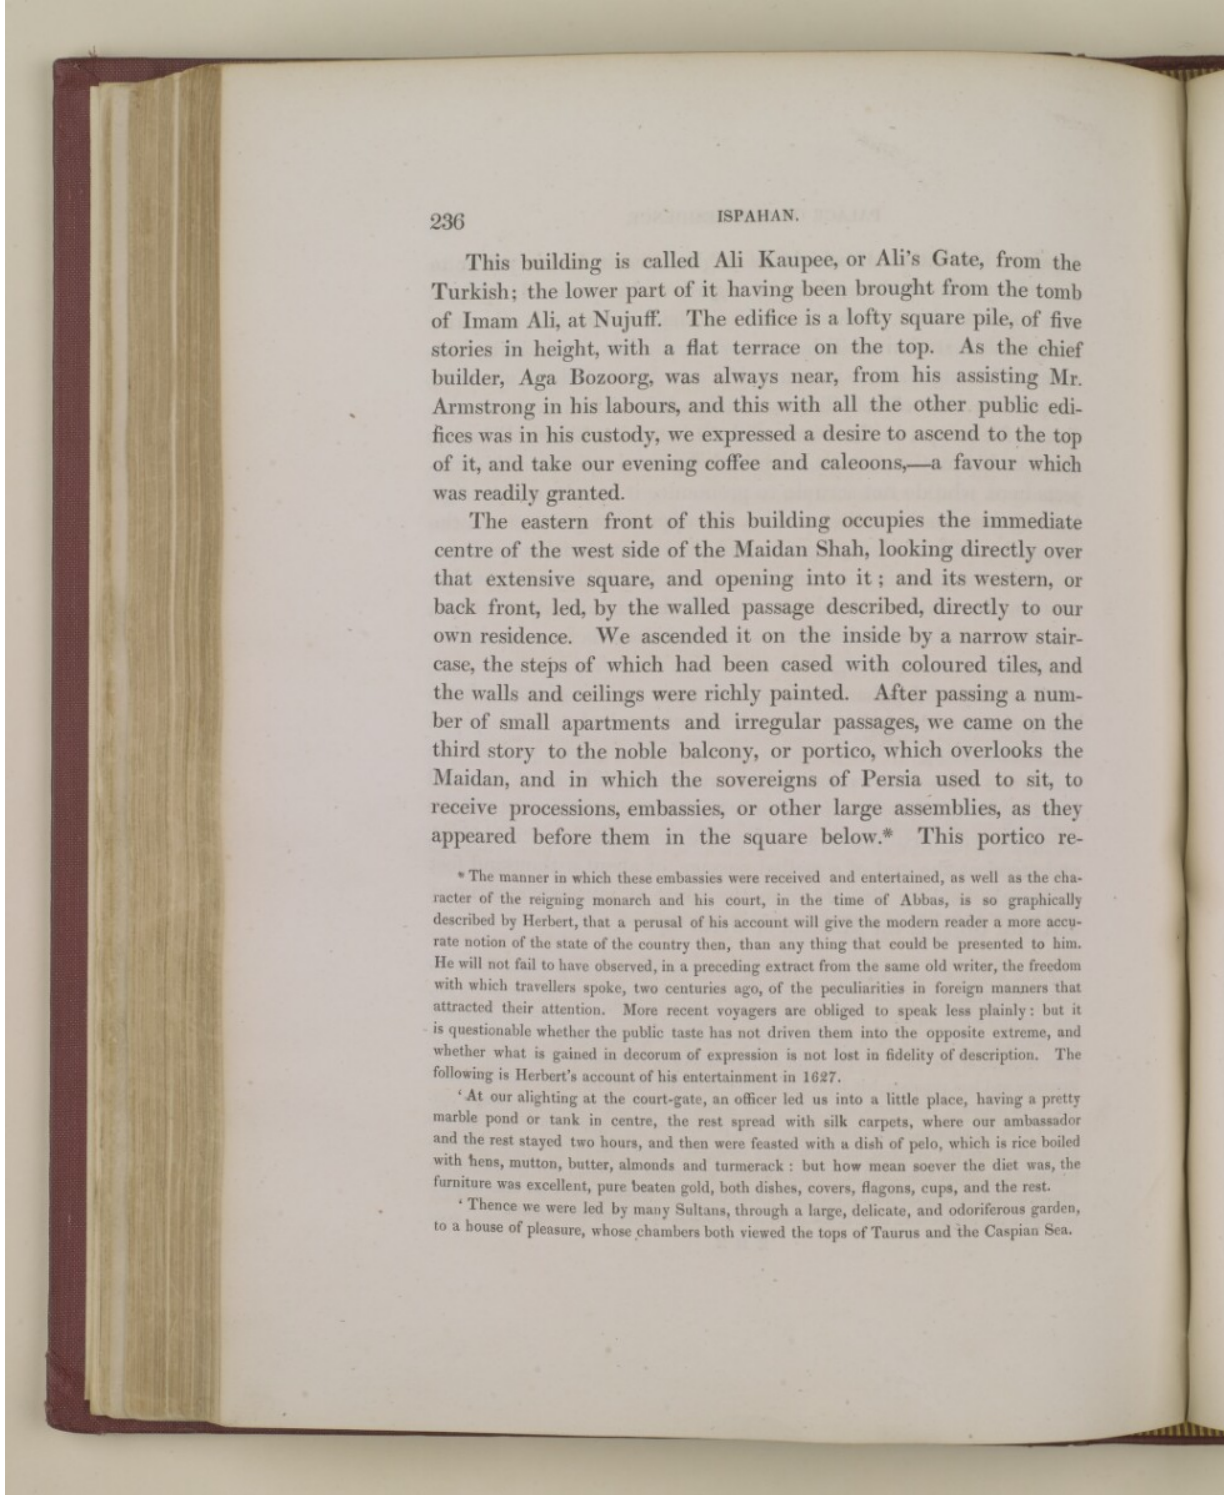 236
ISPAHAN.
This building is called Ali Kaupee, or Ali's Gate, from the
Turkish; the lower part of it having been brought from the tomb
of Imam Ali, at Nujuff. The edifice is a lofty square pile, of five
stories in height, with a flat terrace on the top. As the chief
builder, Aga Bozoorg, was always near, from his assisting Mr.
Armstrong in his labours, and this with all the other public edi-
fices was in his custody, we expressed a desire to ascend to the top
of it, and take our evening coffee and caleoons,—a favour which
was readily granted.
The eastern front of this building occupies the immediate
centre of the west side of the Maidan Shah, looking directly over
that extensive square, and opening into it; and its western, or
back front, led, by the walled passage described, directly to our
own residence. We ascended it on the inside by a narrow stair-
case, the steps of which had been cased with coloured tiles, and
the walls and ceilings were richly painted. After passing a num-
ber of small apartments and irregular passages, we came on the
third story to the noble balcony, or portico, which overlooks the
Maidan, and in which the sovereigns of Persia used to sit, to
receive processions, embassies, or other large assemblies, as they
appeared before them in the square below.* This portico re-
* The manner in which these embassies were received and entertained, as well as the cha-
racter of the reigning monarch and his court, in the time of Abbas, is so graphically
described by Herbert, that a perusal of his account will give the modern reader a more accu-
rate notion of the state of the country then, than any thing that could be presented to him.
He will not fail to have observed, in a preceding extract from the same old writer, the freedom
with which travellers spoke, two centuries ago, of the peculiarities in foreign manners that
attracted their attention. More recent voyagers are obliged to speak less plainly: but it
is questionable whether the public taste has not driven them into the opposite extreme, and
whether what is gained in decorum of expression is not lost in fidelity of description. The
following is Herbert's account of his entertainment in 1627.
‘At our alighting at the court-gate, an officer led us into a little place, having a pretty
marble pond or tank in centre, the rest spread with silk carpets, where our ambassador
and the rest stayed two hours, and then were feasted with a dish of pelo, which is rice boiled
with hens, mutton, butter, almonds and turmerack: but how mean soever the diet was, the
furniture was excellent, pure beaten gold, both dishes, covers, flagons, cups, and the rest.
‘Thence we were led by many Sultans, through a large, delicate, and odoriferous garden,
to a house of pleasure, whose chambers both viewed the tops of Taurus and the Caspian Sea.